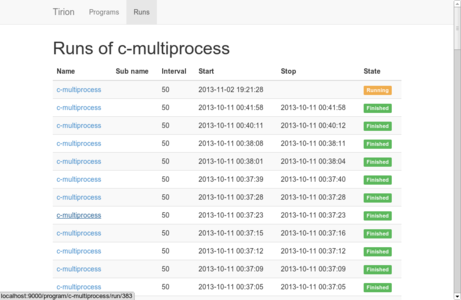 Tirion Programs Runs
Runs of c-multiprocess
Name Sub name Interval Start Stop State
c-multiprocess 50 2013-11-02 19:21:28 Running
c-multiprocess 50 2013-10-11 00:41:58 2013-10-11 00:41:58 Finished
c-multiprocess 50 2013-10-11 00:40:11 2013-10-11 00:40:12 Finished
c-multiprocess 50 2013-10-11 00:38:08 2013-10-11 00:38:11 Finished
c-multiprocess 50 2013-10-11 00:38:01 2013-10-11 00:38:04 Finished
c-multiprocess 50 2013-10-11 00:37:39 2013-10-11 00:37:40 Finished
c-multiprocess 50 2013-10-11 00:37:28 2013-10-11 00:37:28 Finished
c-multiprocess 50 2013-10-11 00:37:23 2013-10-11 00:37:23 Finished
c-multiprocess 50 2013-10-11 00:37:15 2013-10-11 00:37:16 Finished
c-multiprocess 50 2013-10-11 00:37:12 2013-10-11 00:37:12 Finished
c-multiprocess 50 2013-10-11 00:37:09 2013-10-11 00:37:09 Finished
c-multiprocess 50 2013-10-11 00:37:05 2013-10-11 00:37:05 Finished
localhost:9000/program/c-multiprocess/run/383